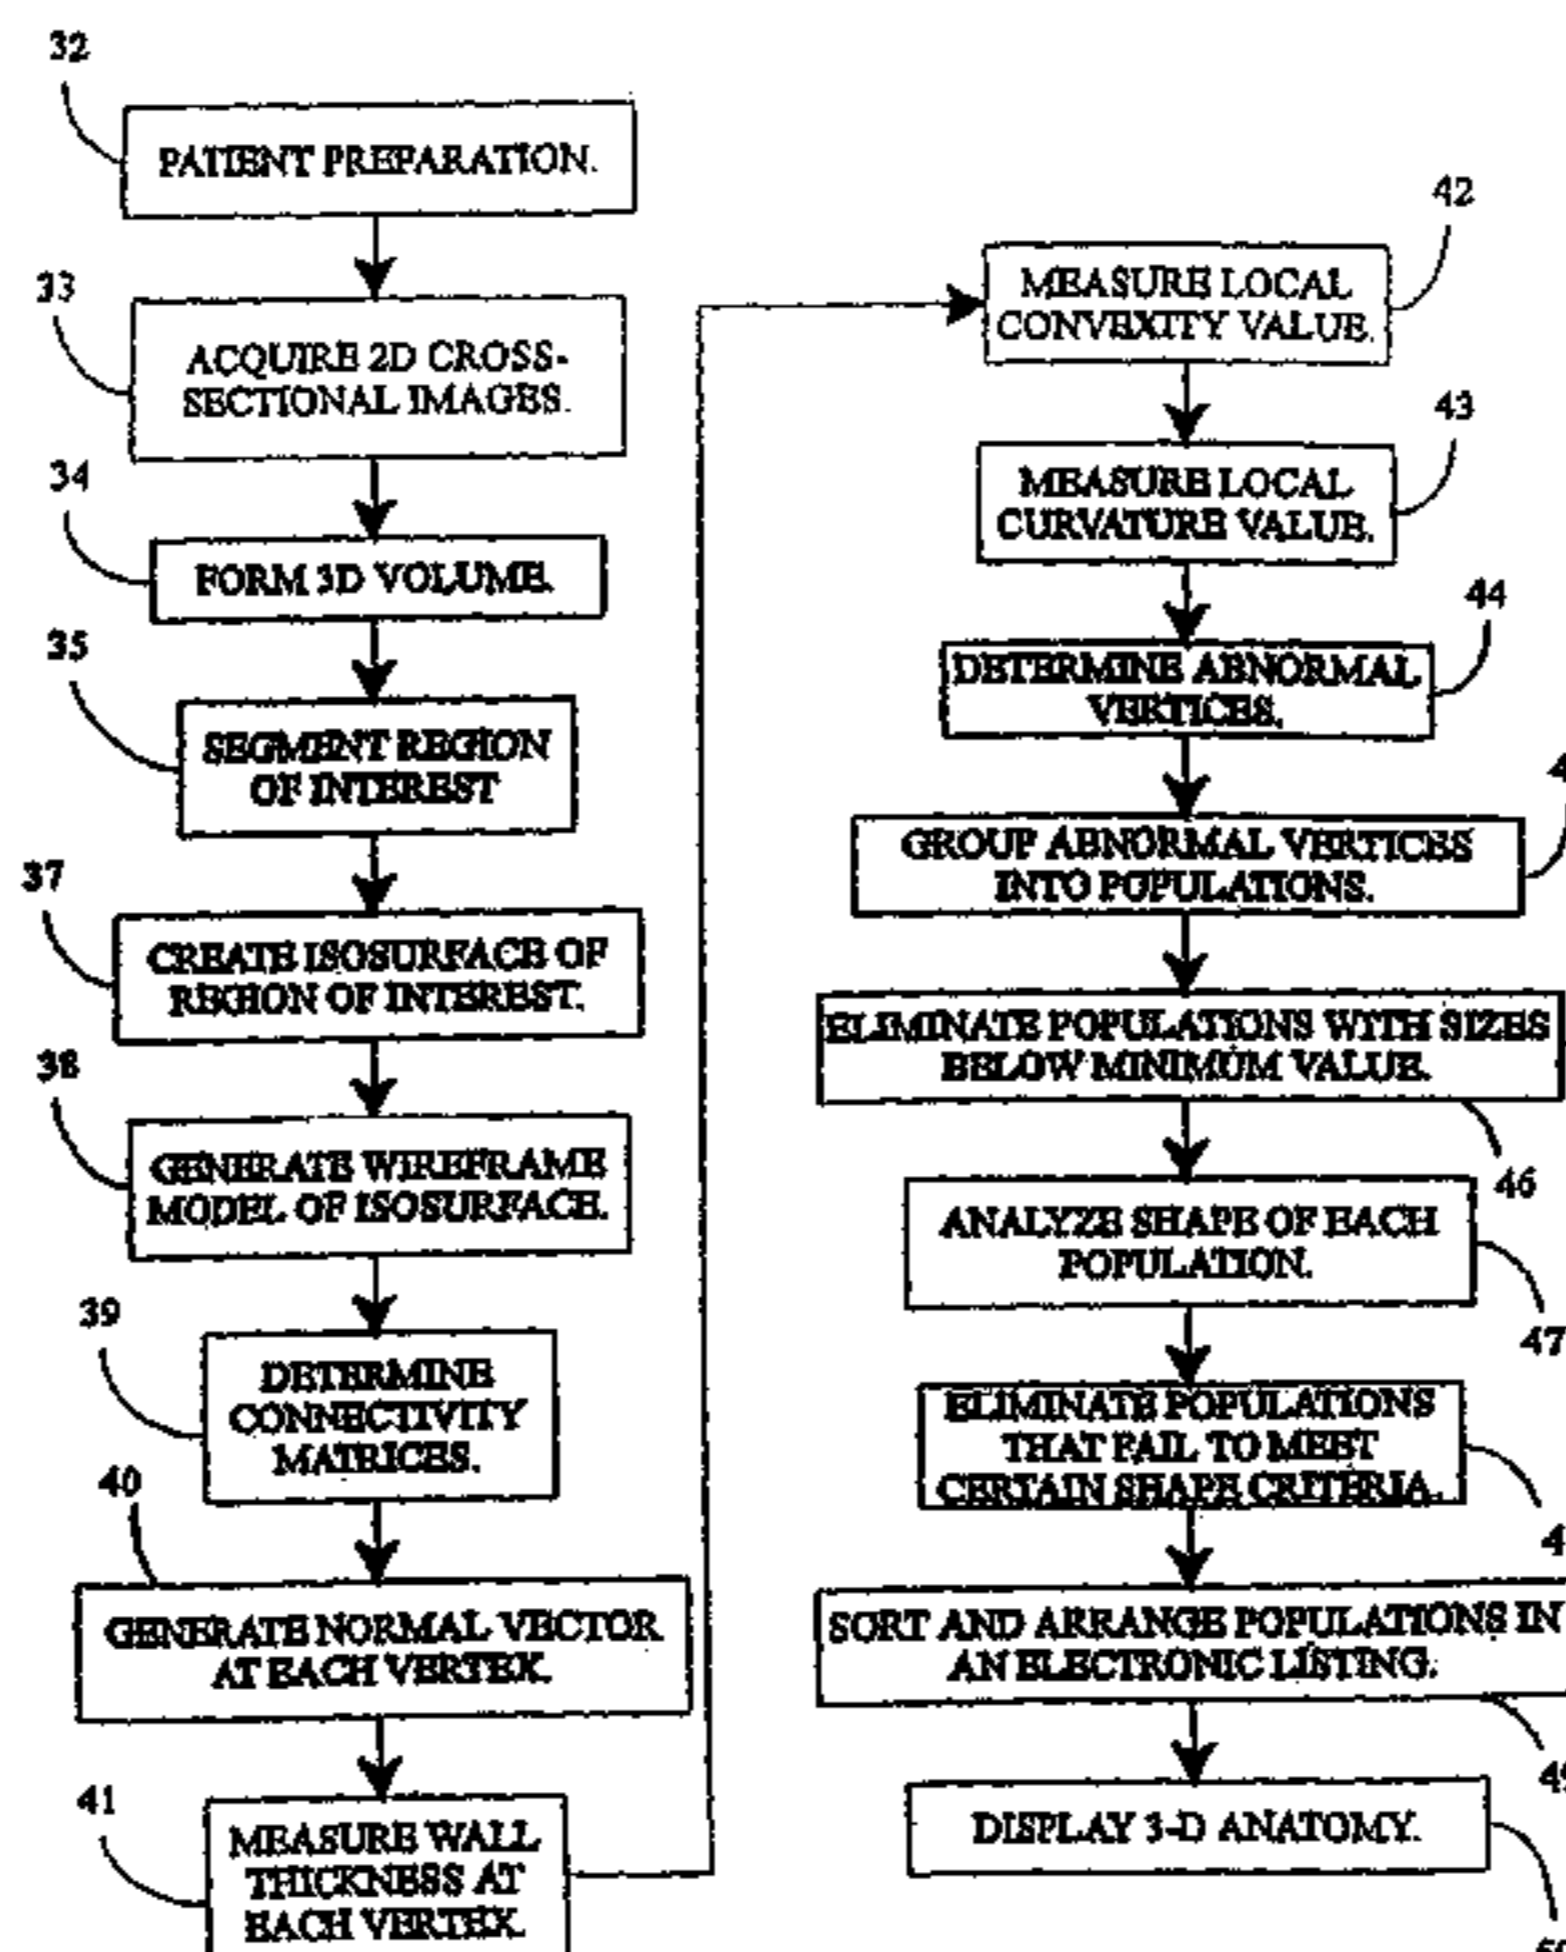 32
PATIENT PREPARATION.
33
ACQUIRE 2D CROSS-
SECTIONAL IMAGES.
34
FORM 3D VOLUME.
35
SEGMENT REGION
OF INTEREST
37
CREATE ISOSURFACE OF
REGION OF INTEREST.
38
GENERATE WIREFRAME
MODEL OF ISOSURFACE.
39
DETERMINE
CONNECTIVITY
MATRICES.
40
GENERATE NORMAL VECTOR
AT EACH VERTEX.
41
MEASURE WALL
THICKNESS AT
EACH VERTEX.
42
MEASURE LOCAL
CONVEXITY VALUE.
43
MEASURE LOCAL
CURVATURE VALUE.
44
DETERMINE ABNORMAL
VERTICES.
GROUP ABNORMAL VERTICES
INTO POPULATIONS.
ELIMINATE POPULATIONS WITH SIZES
BELOW MINIMUM VALUE.
46
ANALYZE SHAPE OF EACH
POPULATION.
47
ELIMINATE POPULATIONS
THAT FAIL TO MEET
CERTAIN SHAPE CRITERIA.
SORT AND ARRANGE POPULATIONS IN
AN ELECTRONIC LISTING.
DISPLAY 3-D ANATOMY.